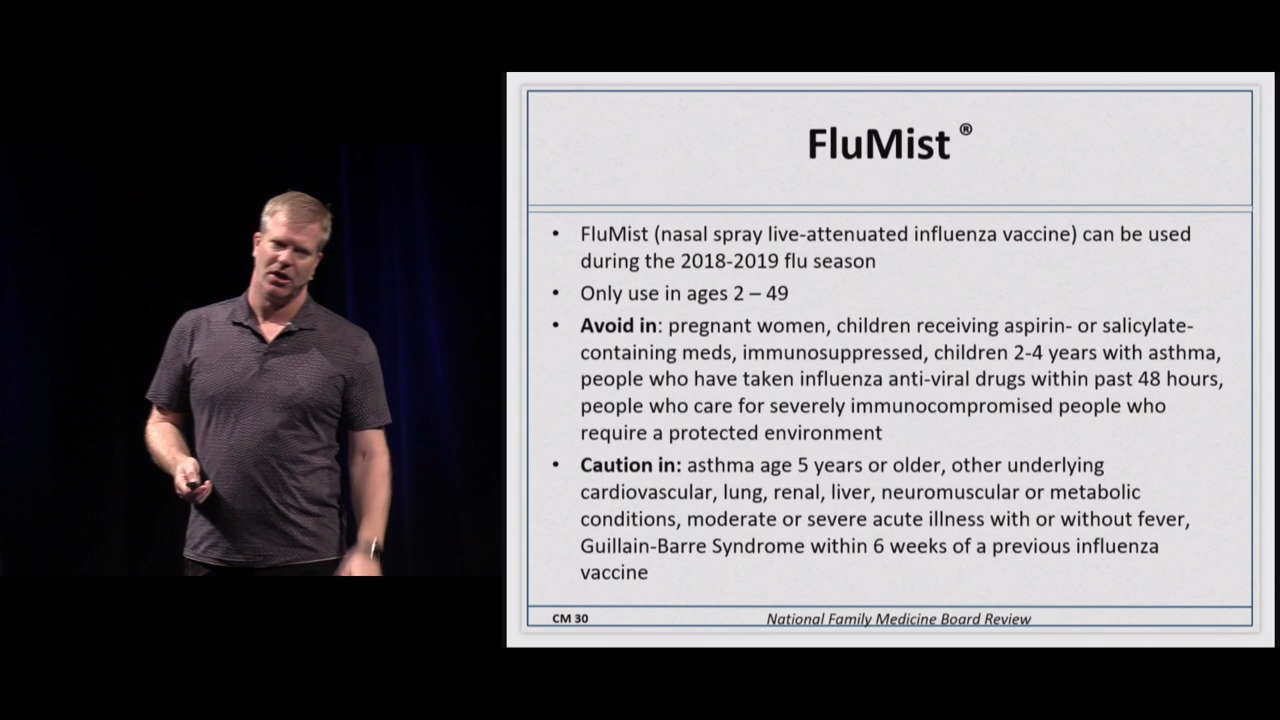 FluMist ®
• FluMist (nasal spray live-attenuated influenza vaccine) can be used
during the 2018-2019 flu season
• Only use in ages 2 – 49
• Avoid in: pregnant women, children receiving aspirin- or salicylate-
containing meds, immunosuppressed, children 2-4 years with asthma,
people who have taken influenza anti-viral drugs within past 48 hours,
people who care for severely immunocompromised people who
require a protected environment
• Caution in: asthma age 5 years or older, other underlying
cardiovascular, lung, renal, liver, neuromuscular or metabolic
conditions, moderate or severe acute illness with or without fever,
Guillain-Barre Syndrome within 6 weeks of a previous influenza
vaccine
CM 30
National Family Medicine Board Review